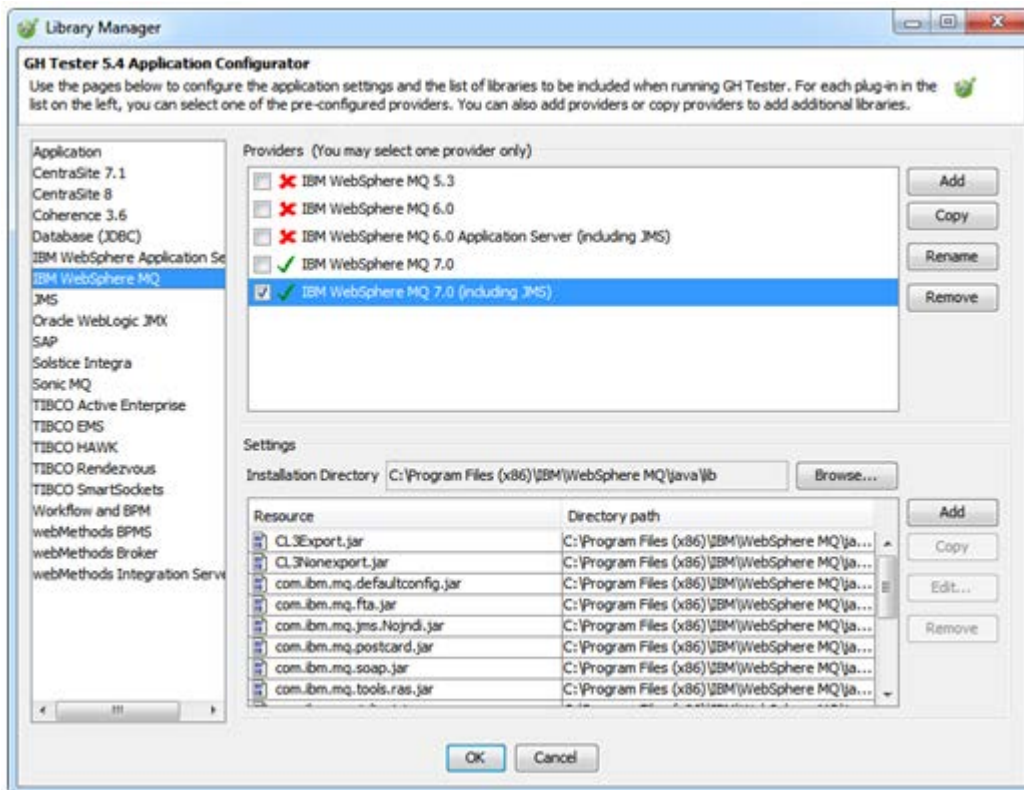 Library Manager
GH Tester 5.4 Application Configurator
Use the pages below to configure the application settings and the list of libraries to be included when running GH Tester. For each plug-in in the
list on the left, you can select one of the pre-configured providers. You can also add providers or copy providers to add additional libraries.
Application
CentraSite 7.1
CentraSite 8
Coherence 3.6
Database (JDBC)
IBM WebSphere Application Se
IBM WebSphere MQ
JMS
Oracle WebLogic JMX
SAP
Solstice Integra
Sonic MQ
TIBCO Active Enterprise
TIBCO EMS
TIBCO HAWK
TIBCO Rendezvous
TIBCO SmartSockets
Workflow and BPM
webMethods BPMS
webMethods Broker
webMethods Integration Serve
Providers (You may select one provider only)
IBM WebSphere MQ 5.3
IBM WebSphere MQ 6.0
IBM WebSphere MQ 6.0 Application Server (including JMS)
IBM WebSphere MQ 7.0
IBM WebSphere MQ 7.0 (including JMS)
Add
Copy
Rename
Remove
Settings
Installation Directory C:\Program Files (x86)\IBM\WebSphere MQ\java\lib Browse...
Resource Directory path
CL3Export.jar C:\Program Files (x86)\IBM\WebSphere MQ\ja...
CL3Nonexport.jar C:\Program Files (x86)\IBM\WebSphere MQ\ja...
com.ibm.mq.defaultconfig.jar C:\Program Files (x86)\IBM\WebSphere MQ\ja...
com.ibm.mq.fta.jar C:\Program Files (x86)\IBM\WebSphere MQ\ja...
com.ibm.mq.jms.Nojndi.jar C:\Program Files (x86)\IBM\WebSphere MQ\ja...
com.ibm.mq.postcard.jar C:\Program Files (x86)\IBM\WebSphere MQ\ja...
com.ibm.mq.soap.jar C:\Program Files (x86)\IBM\WebSphere MQ\ja...
com.ibm.mq.tools.ras.jar C:\Program Files (x86)\IBM\WebSphere MQ\ja...
Add
Copy
Edit...
Remove
OK
Cancel